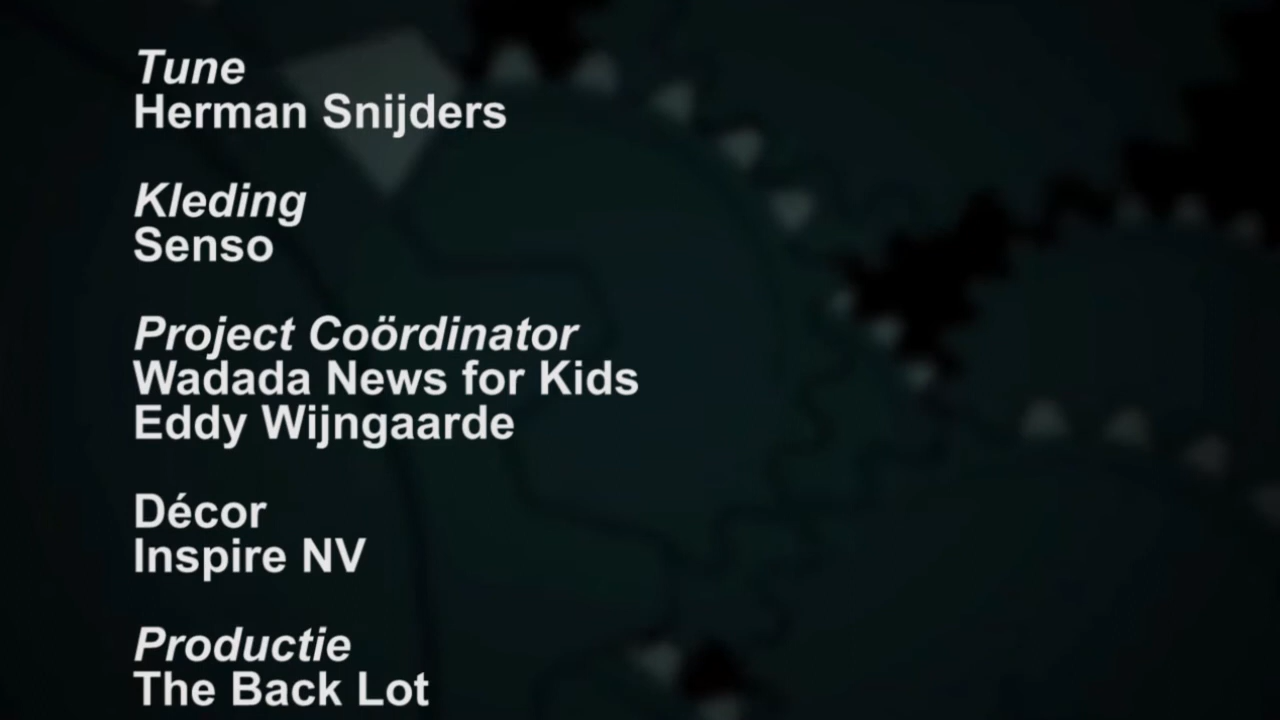 Tune
Herman Snijders
Kleding
Senso
Project Coördinator
Wadada News for Kids
Eddy Wijngaarde
Décor
Inspire NV
Productie
The Back Lot